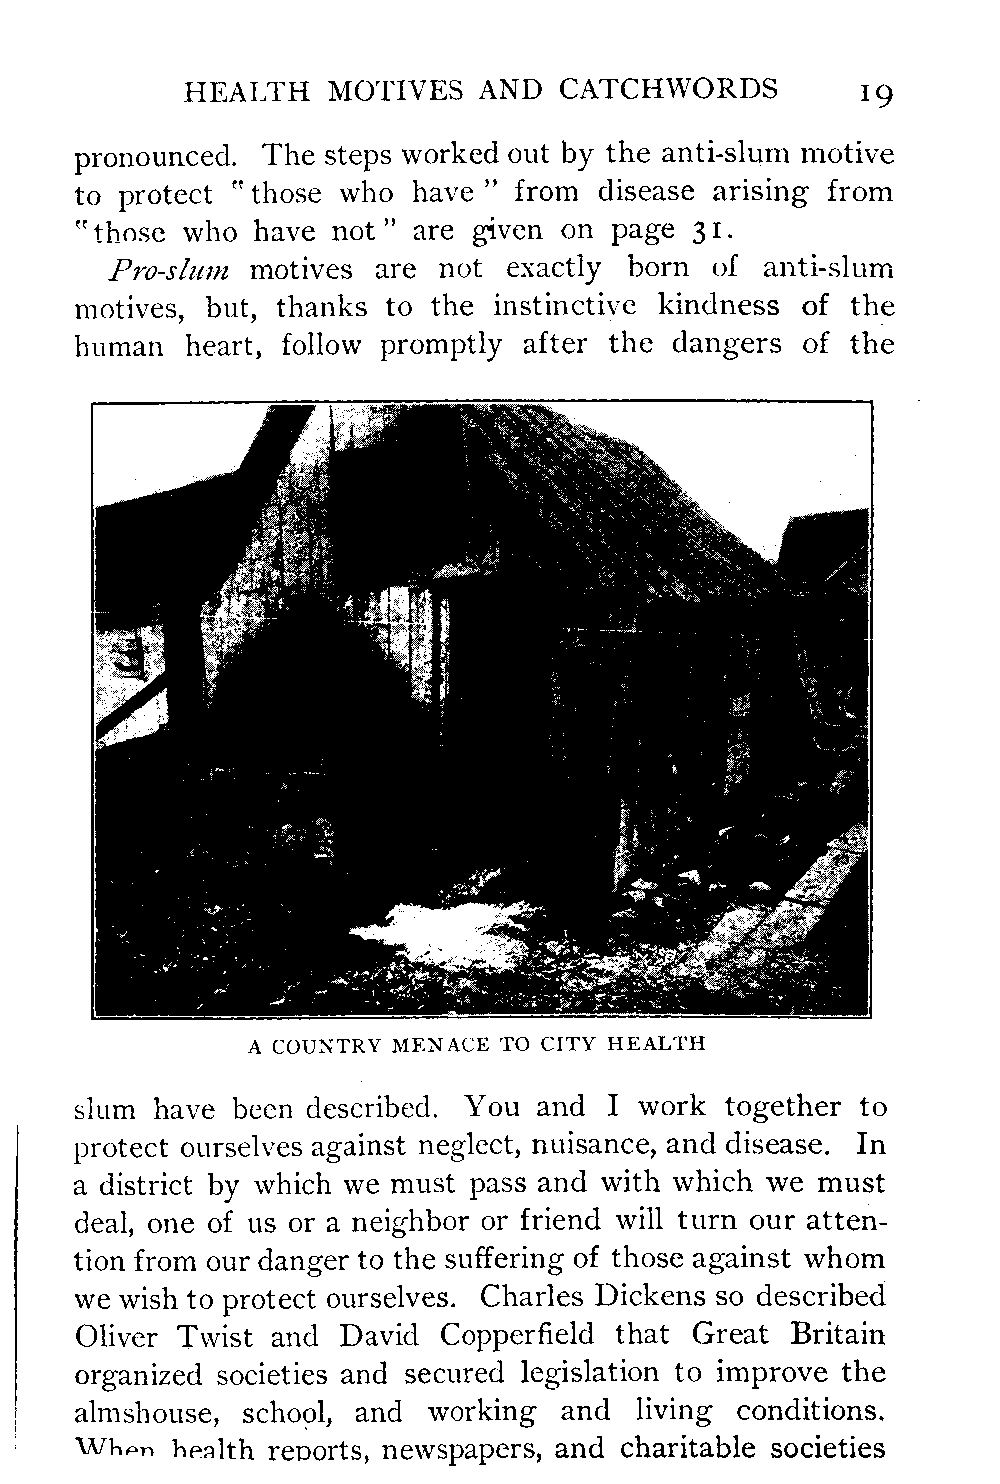 HEALTH MOTIVES AND CATCHWORDS 19
pronounced. The steps worked out by the anti-slum motive
to protect "those who have" from disease arising from
"those who have not" are given on page 31.
Pro-slum motives are not exactly born of anti-slum
motives, but, thanks to the instinctive kindness of the
human heart, follow promptly after the dangers of the
A COUNTRY MENACE TO CITY HEALTH
slum have been described. You and I work together to
protect ourselves against neglect, nuisance, and disease. In
a district by which we must pass and with which we must
deal, one of us or a neighbor or friend will turn our atten-
tion from our danger to the suffering of those against whom
we wish to protect ourselves. Charles Dickens so described
Oliver Twist and David Copperfield that Great Britain
organized societies and secured legislation to improve the
almshouse, school, and working and living conditions.
When health reports, newspapers, and charitable societies